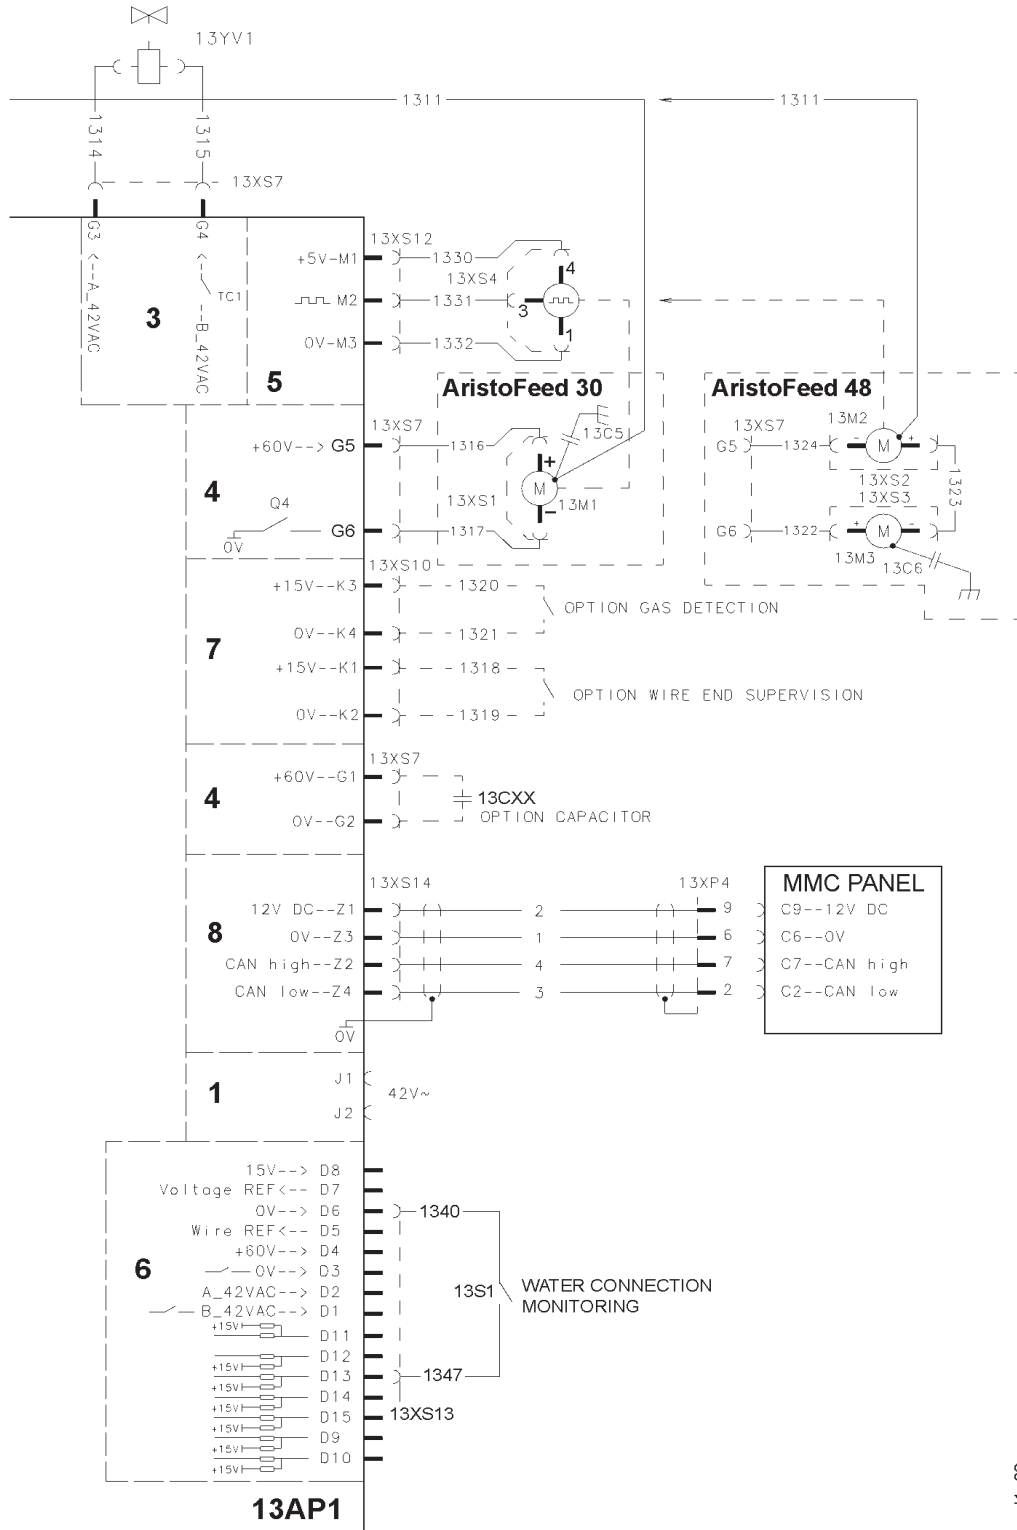 13YV1
1311
1311
1314
1315
13XS7
G3 <--A_42VAC
G4 <-- --B_42VAC
TC1
3
5
13XS12
+5V-M1
1330
13XS4
4
M2
1331
3
0V-M3
1332
1
AristoFeed 30
AristoFeed 48
13XS7
+60V--> G5
1316
13C5
+
4
13XS1
M
13M1
Q4
-
0V
G6
1317
13M2
13XS7
G5
1324
-
M
+
13XS2
13XS3
1323
G6
1322
+
M
-
13M3
13C6
13XS10
+15V--K3
1320
OPTION GAS DETECTION
0V--K4
1321
7
+15V--K1
1318
OPTION WIRE END SUPERVISION
0V--K2
1319
13XS7
+60V--G1
4
13CXX
OPTION CAPACITOR
0V--G2
13XS14
13XP4
MMC PANEL
12V DC--Z1
2
9
C9--12V DC
8
0V--Z3
1
6
C6--0V
CAN high--Z2
4
7
C7--CAN high
CAN low--Z4
3
2
C2--CAN low
0V
J1
1
42V~
J2
15V--> D8
Voltage REF<-- D7
0V--> D6
1340
Wire REF<-- D5
+60V--> D4
6
0V--> D3
13S1
WATER CONNECTION
MONITORING
A_42VAC--> D2
B_42VAC--> D1
+15V
D11
D12
+15V
D13
1347
+15V
D14
+15V
D15
13XS13
+15V
D9
+15V
D10
+15V
13AP1